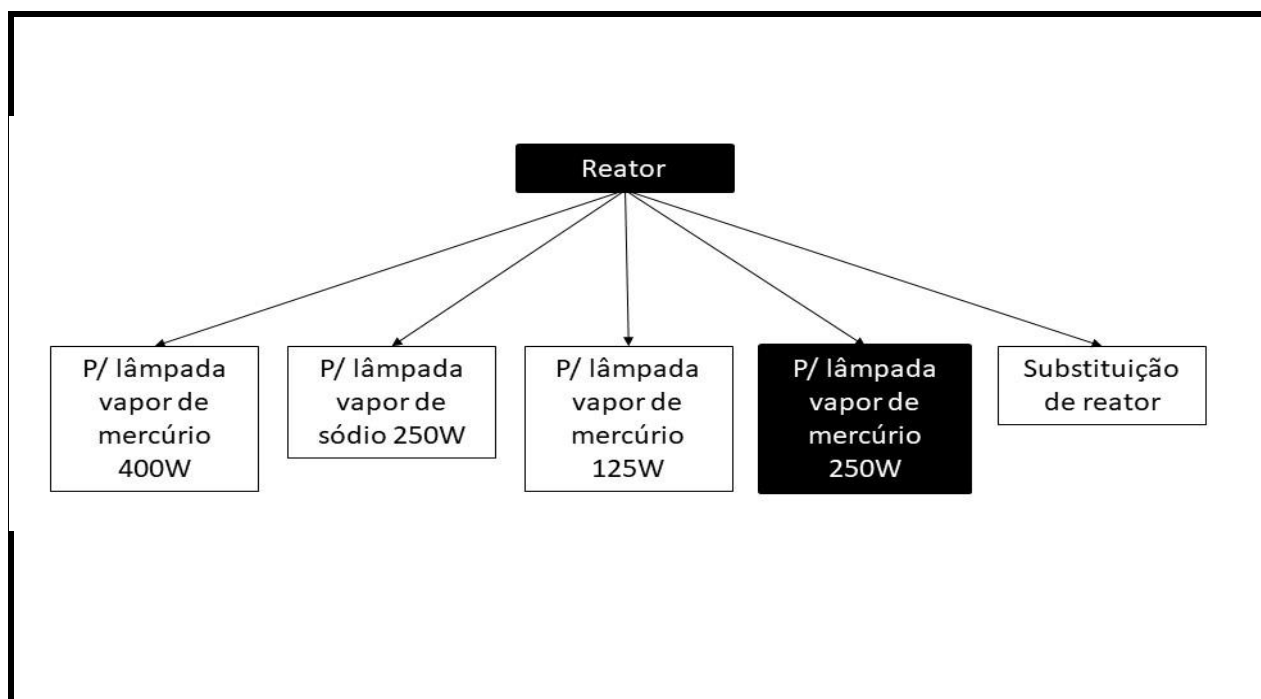 Reator
P/ lâmpada
vapor de
mercúrio
400W
P/ lâmpada
vapor de
sódio 250W
P/ lâmpada
vapor de
mercúrio
125W
P/ lâmpada
vapor de
mercúrio
250W
Substituição
de reator